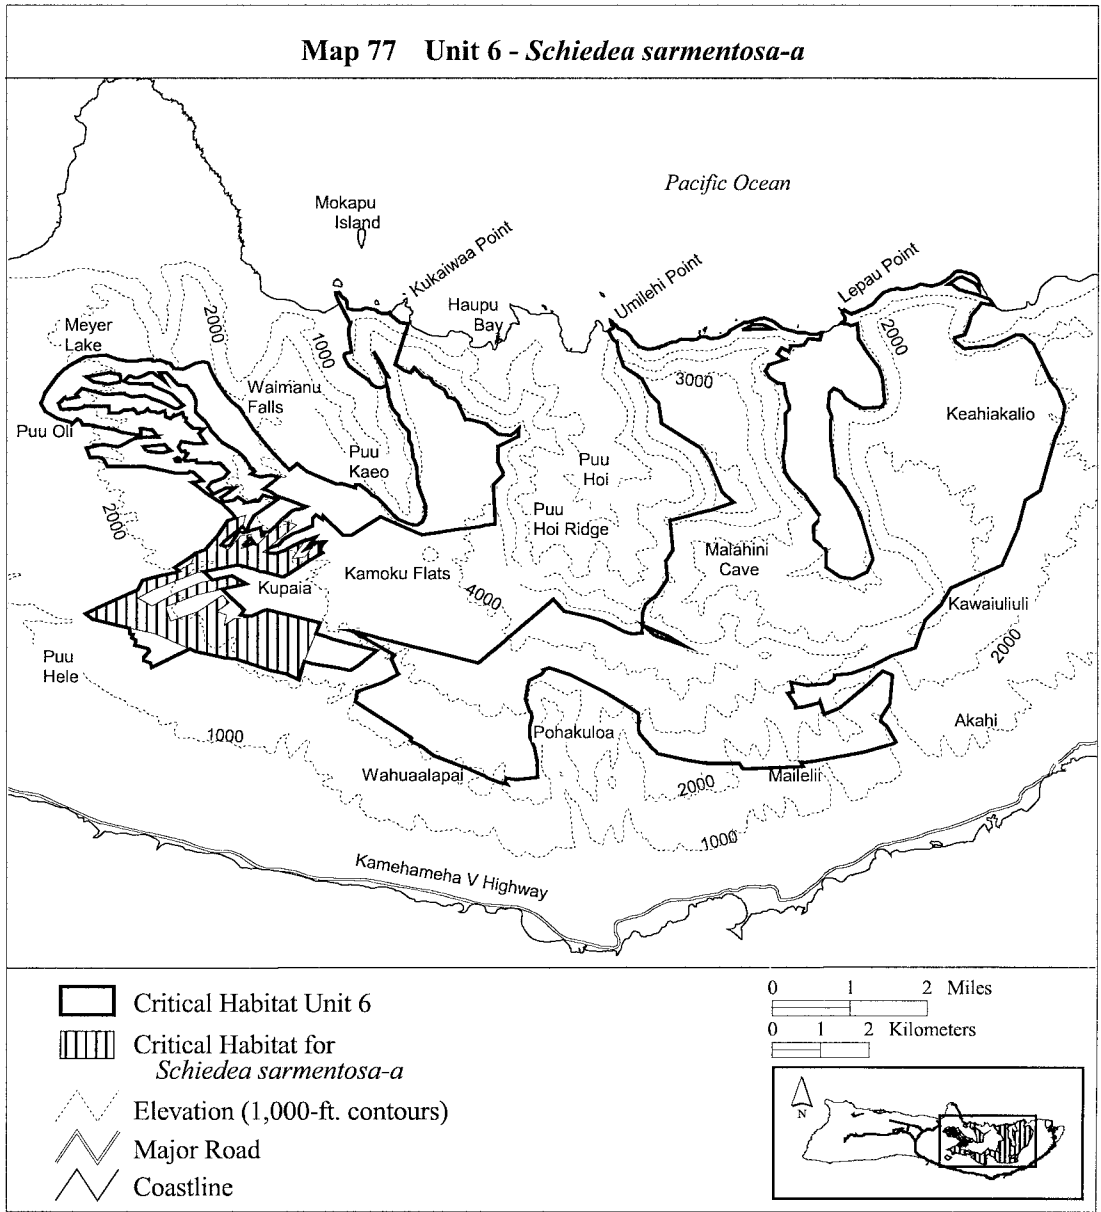 Map 77 Unit 6 - Schiedea sarmentosa-a
Pacific Ocean
Mokapu
Island
Kukaiwaa Point
Haupu
Bay
Umilehi Point
Lepau Point
Meyer
Lake
2000
1000
2000
3000
Waimanu
Falls
Keahiakalio
Puu Oli
Puu
Kaeo
Puu
Hoi
2000
Puu
Hoi Ridge
Malahini
Cave
Kupaia
Kamoku Flats
4000
Kawaiuliuli
2000
Puu
Hele
Akahi
1000
Pohakuloa
Wahuaalapai
Mailelii
2000
1000
Kamehameha V Highway
Critical Habitat Unit 6
Critical Habitat for
Schiedea sarmentosa-a
Elevation (1,000-ft. contours)
Major Road
Coastline
0 1 2 Miles
0 1 2 Kilometers
N